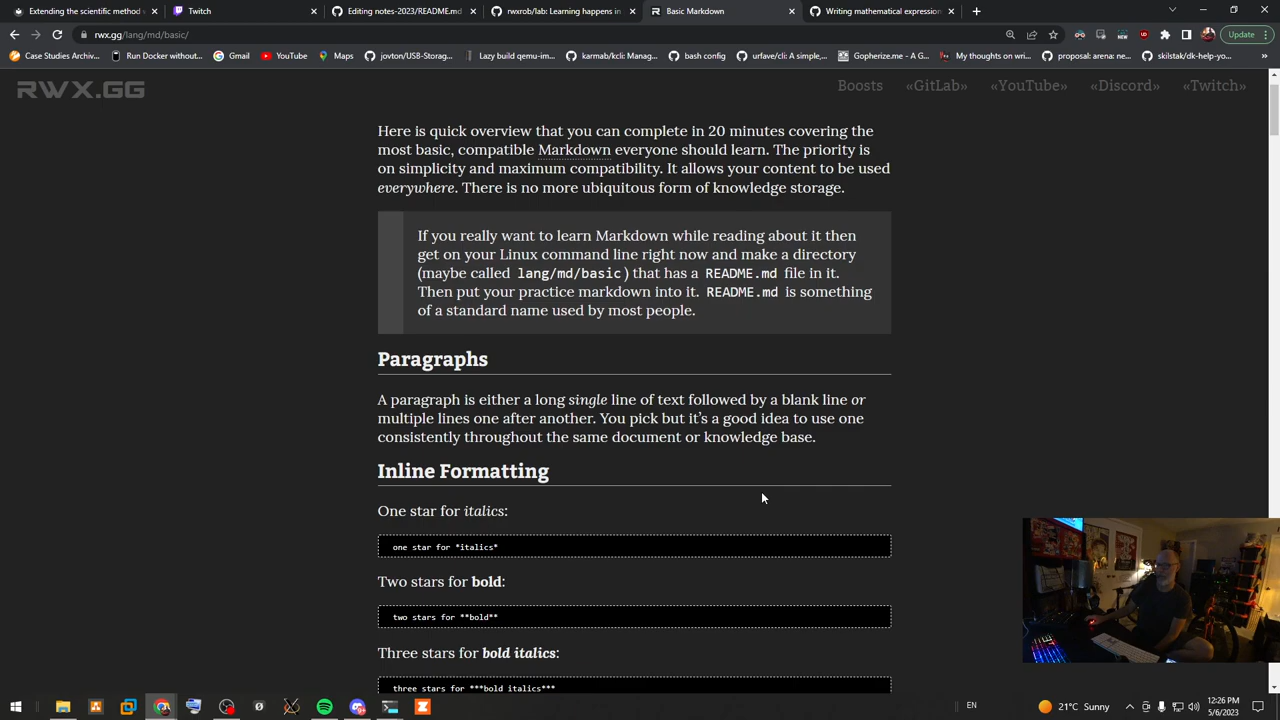 Extending the scientific method
Twitch
Editing notes-2023/README.md
rwxrob/lab: Learning happens in
Basic Markdown
Writing mathematical expression
rwx.gg/lang/md/basic/
Update
Case Studies Archiv...
Run Docker without...
Gmail
YouTube
Maps
jovton/USB-Storag...
Lazy build qemu-im...
karmab/kcli: Manag...
bash config
urfave/cli: A simple,...
Gopherize.me - A G...
My thoughts on wri...
proposal: arena: ne...
skilstak/dk-help-yo...
RWX.GG
Boosts
«GitLab»
«YouTube»
«Discord»
«Twitch»
Here is quick overview that you can complete in 20 minutes covering the
most basic, compatible Markdown everyone should learn. The priority is
on simplicity and maximum compatibility. It allows your content to be used
everywhere. There is no more ubiquitous form of knowledge storage.
If you really want to learn Markdown while reading about it then
get on your Linux command line right now and make a directory
(maybe called lang/md/basic) that has a README.md file in it.
Then put your practice markdown into it. README.md is something
of a standard name used by most people.
Paragraphs
A paragraph is either a long single line of text followed by a blank line or
multiple lines one after another. You pick but it's a good idea to use one
consistently throughout the same document or knowledge base.
Inline Formatting
One star for italics:
one star for *italics*
Two stars for bold:
two stars for **bold**
Three stars for bold italics:
three stars for ***bold italics***
21°C Sunny
EN
12:26 PM
5/6/2023